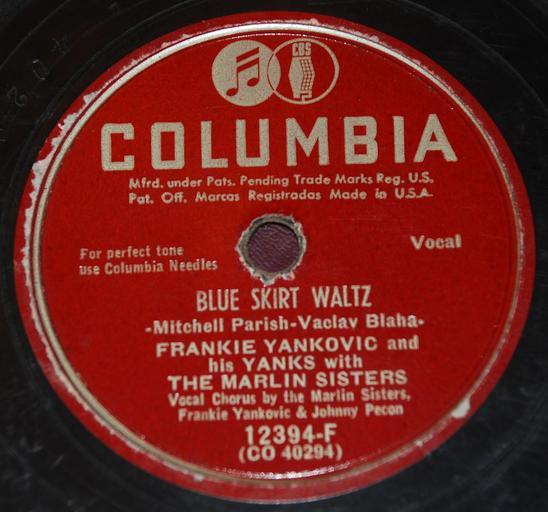 CBS
COLUMBIA
Mfrd. under Pats. Pending Trade Marks Reg. U.S.
Pat. Off. Marcas Registradas Made in U.S.A.
For perfect tone
use Columbia Needles
Vocal
BLUE SKIRT WALTZ
-Mitchell Parish-Vaclav Blaha-
FRANKIE YANKOVIC and
his YANKS with
THE MARLIN SISTERS
Vocal Chorus by the Marlin Sisters,
Frankie Yankovic & Johnny Pecon
12394-F
(CO 40294)